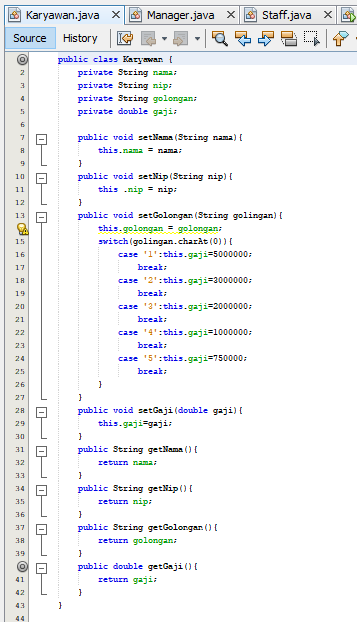 Karyawan.java Manager.java Staff.java
Source History
public class Karyawan {
2 private String nama;
3 private String nip;
4 private String golongan;
5 private double gaji;
6
7 public void setNama(String nama){
8 this.nama = nama;
9 }
10 public void setNip(String nip){
11 this .nip = nip;
12 }
13 public void setGolongan(String golingan){
this.golongan = golongan;
15 switch(golingan.charAt(0)){
16 case '1':this.gaji=5000000;
17 break;
18 case '2':this.gaji=3000000;
19 break;
20 case '3':this.gaji=2000000;
21 break;
22 case '4':this.gaji=1000000;
23 break;
24 case '5':this.gaji=750000;
25 break;
26 }
27 }
28 public void setGaji(double gaji){
29 this.gaji=gaji;
30 }
31 public String getNama(){
32 return nama;
33 }
34 public String getNip(){
35 return nip;
36 }
37 public String getGolongan(){
38 return golongan;
39 }
public double getGaji(){
41 return gaji;
42 }
43 }
44